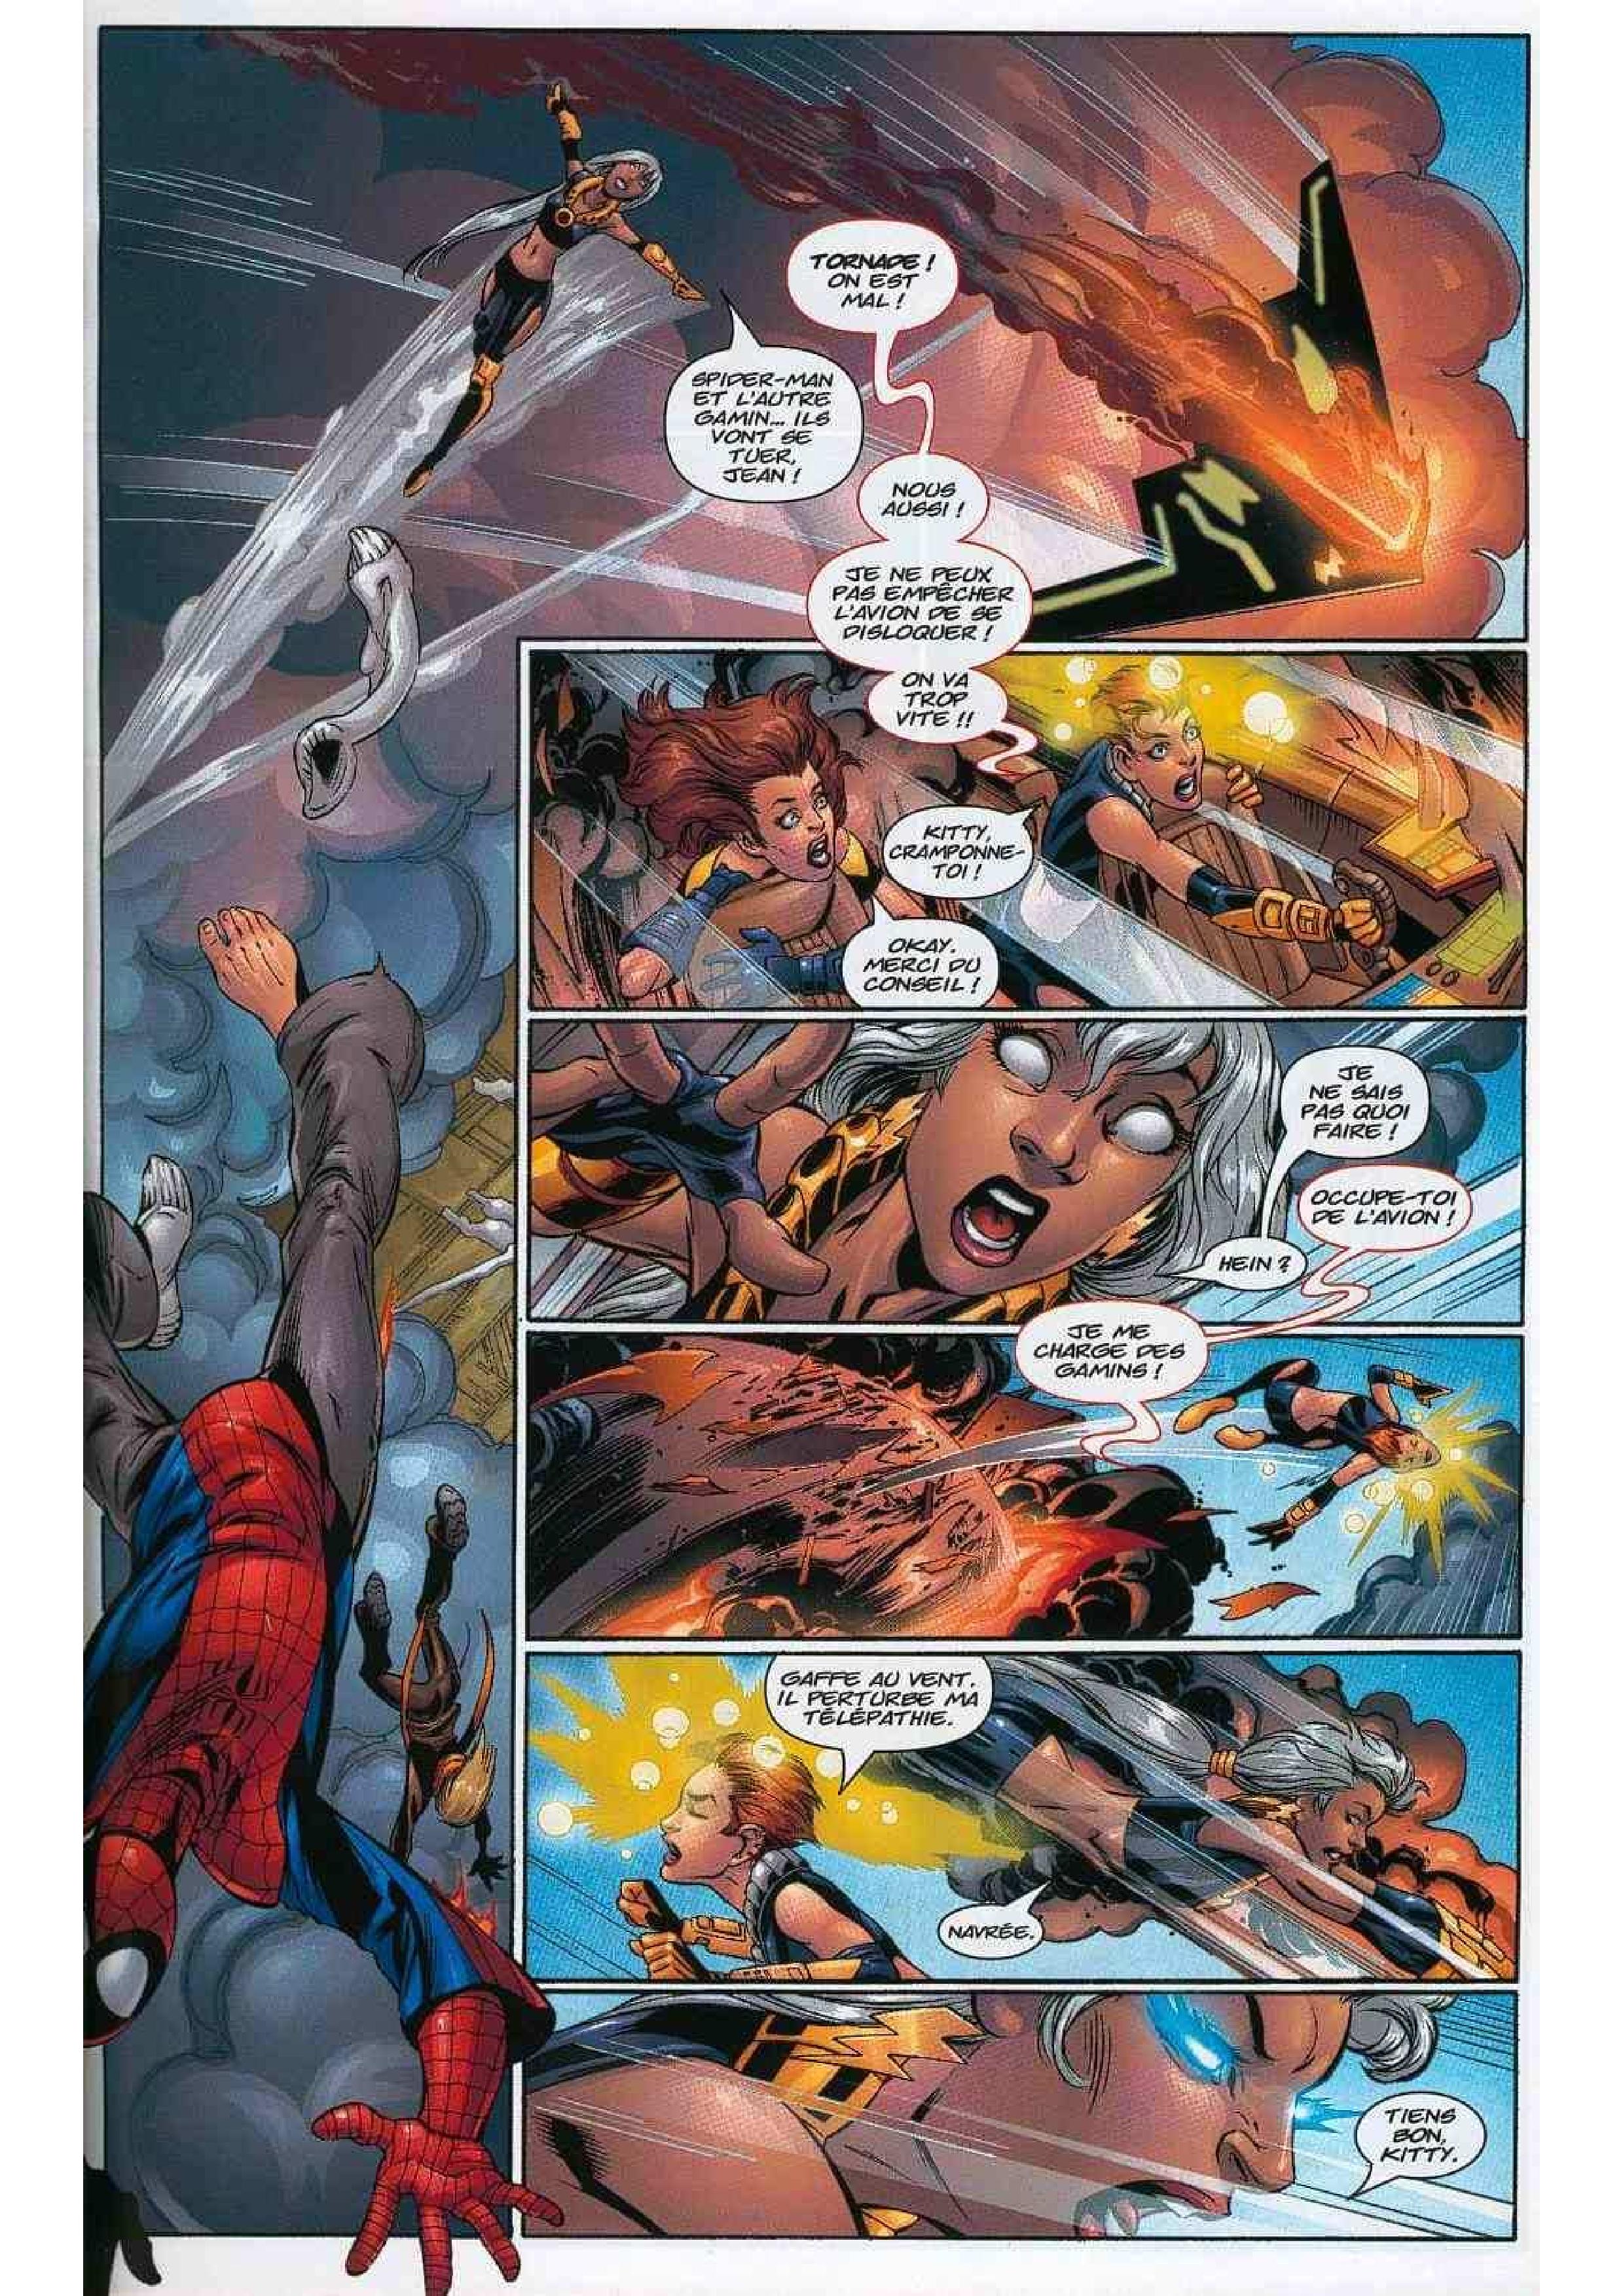 TORNADE !
ON EST
MAL !
SPIDER-MAN
ET L'AUTRE
GAMIN... ILS
VONT SE
TUER,
JEAN !
NOUS
AUSSI !
JE NE PEUX
PAS EMPÊCHER
L'AVION DE SE
DISLOQUER !
ON VA
TROP
VITE !!
KITTY,
CRAMPONNE-
TOI !
OKAY.
MERCI DU
CONSEIL !
JE
NE SAIS
PAS QUOI
FAIRE !
OCCUPE-TOI
DE L'AVION !
HEIN ?
JE ME
CHARGE DES
GAMINS !
GAFFE AU VENT.
IL PERTURBE MA
TÉLÉPATHIE.
NAVRÉE.
TIENS
BON,
KITTY.